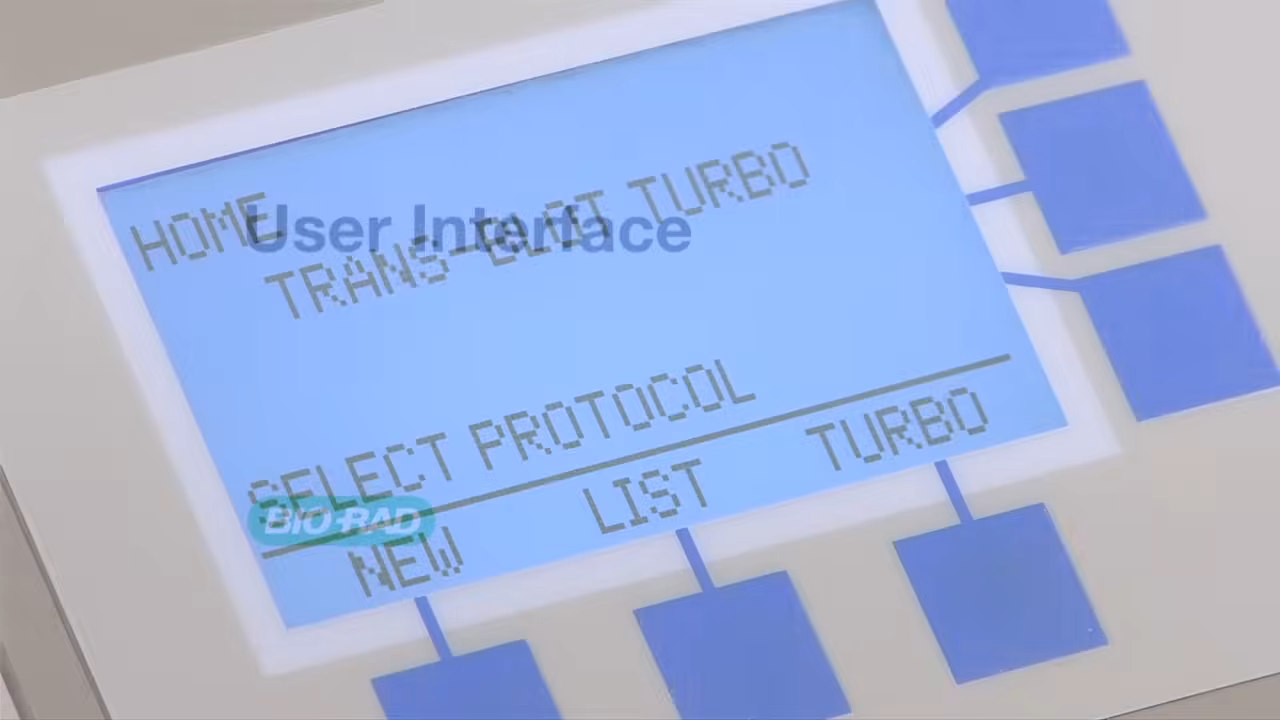 HOME
User Interface
TRANS-BLOT TURBO
SELECT PROTOCOL
BIO-RAD
NEW LIST TURBO